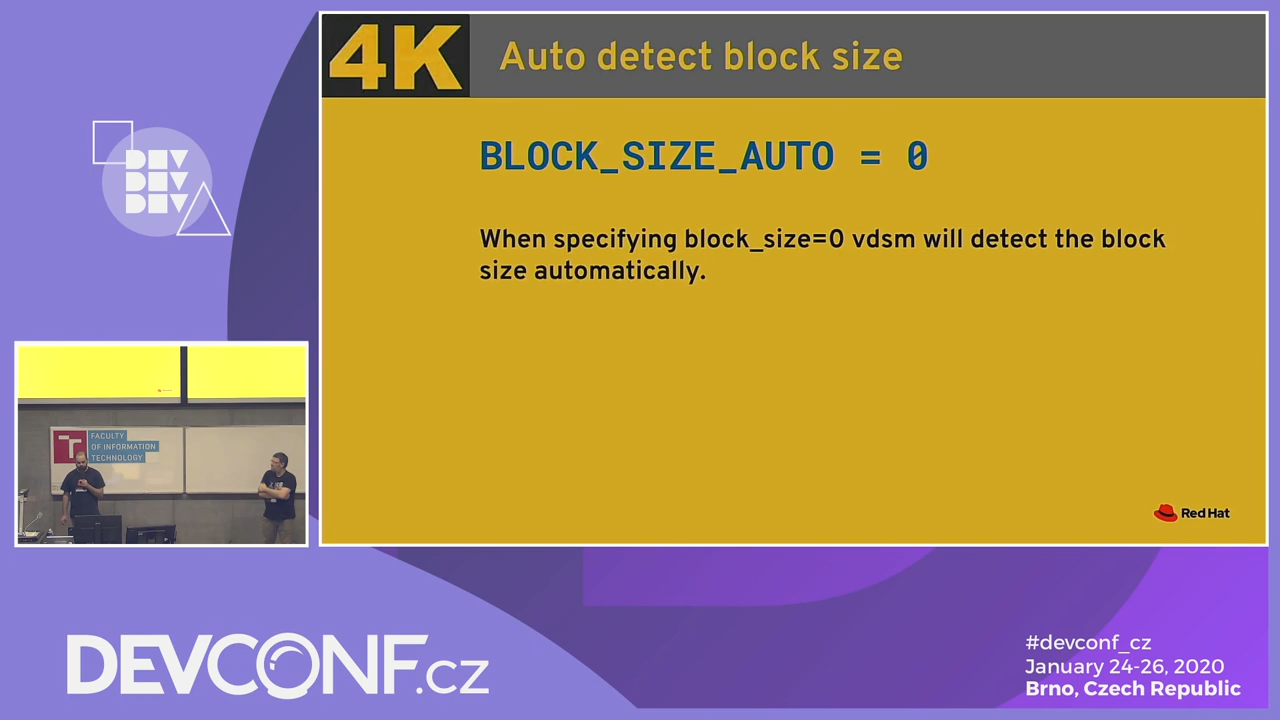 4K
Auto detect block size
BLOCK_SIZE_AUTO = 0
When specifying block_size=0 vdsm will detect the block
size automatically.
Red Hat
DEV
DEV
DEV
FACULTY
OF INFORMATION
TECHNOLOGY
DEVCONF.cz
#devconf_cz
January 24-26, 2020
Brno, Czech Republic